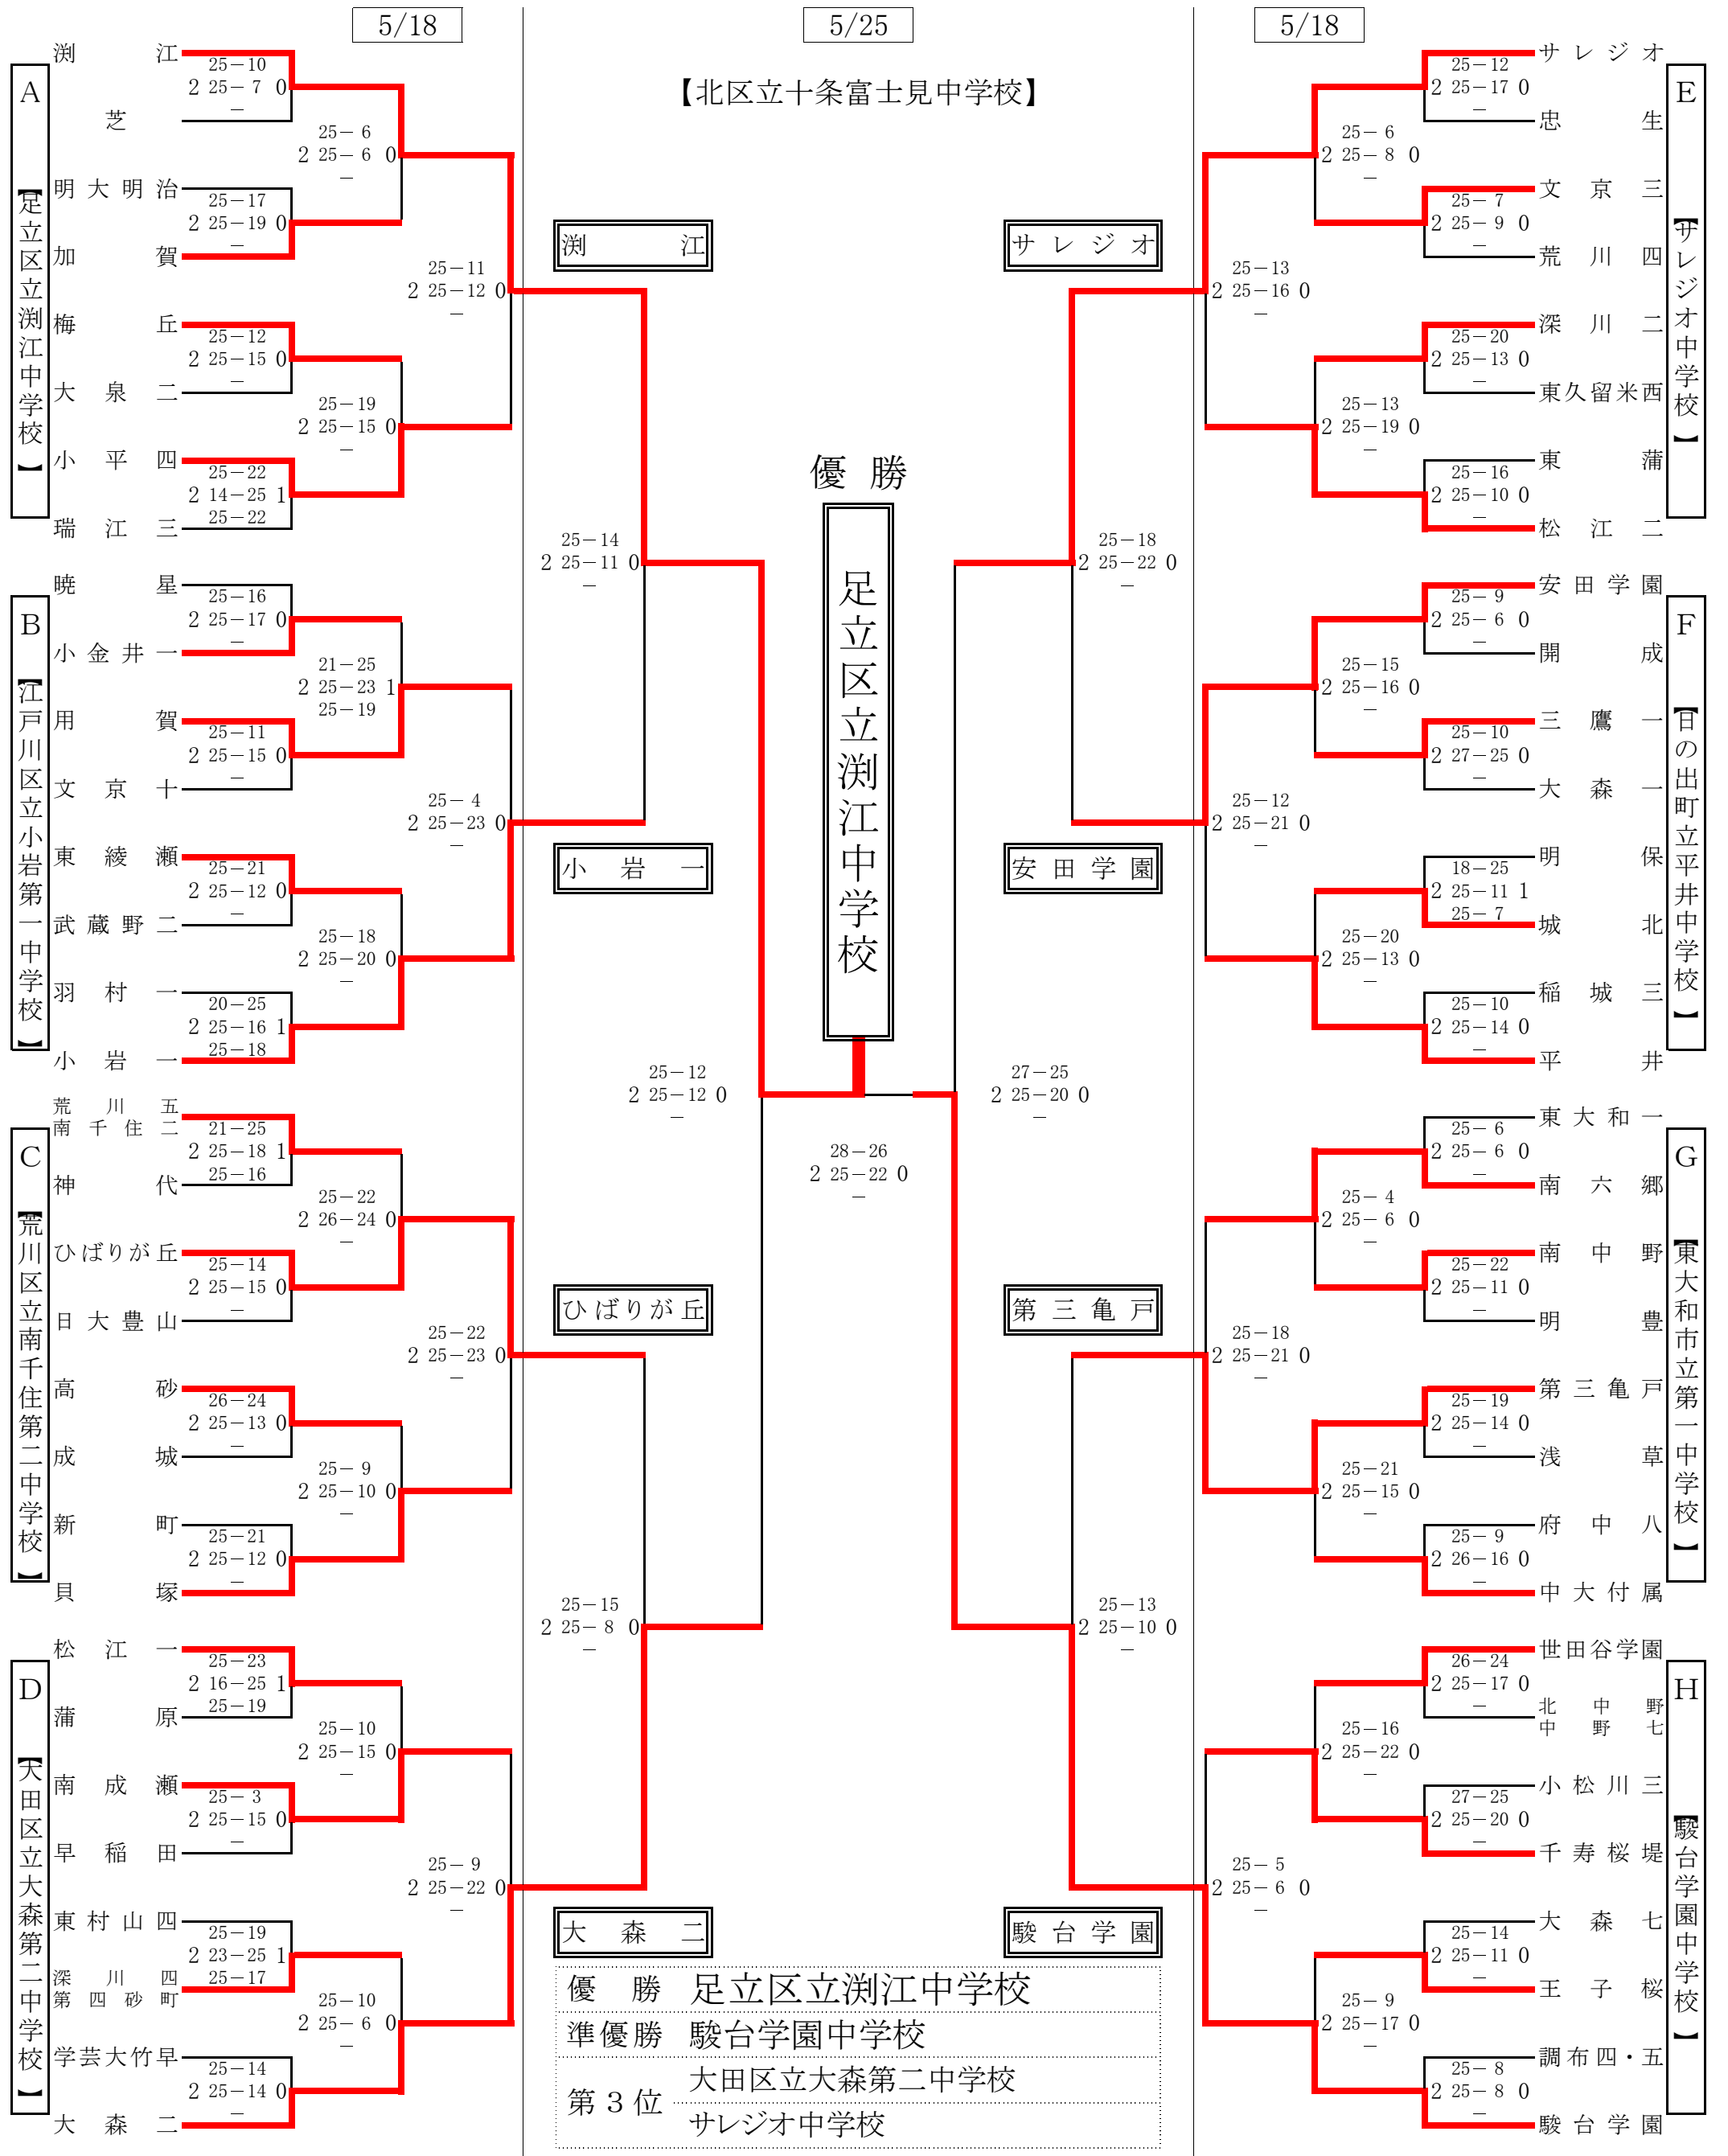 5/18
5/25
5/18
【北区立十条富士見中学校】
A
【足立区立渕江中学校】
渕江
25－10
2 25－ 7 0
－
芝
25－ 6
2 25－ 6 0
－
明大明治
25－17
2 25－19 0
－
加賀
25－11
2 25－12 0
－
梅丘
25－12
2 25－15 0
－
大泉二
25－19
2 25－15 0
－
小平四
25－22
2 14－25 1
25－22
瑞江三
25－14
2 25－11 0
－
B
【江戸川区立小岩第一中学校】
暁星
25－16
2 25－17 0
－
小金井一
21－25
2 25－23 1
25－19
用賀
25－11
2 25－15 0
－
文京十
25－ 4
2 25－23 0
－
東綾瀬
25－21
2 25－12 0
－
武蔵野二
25－18
2 25－20 0
－
羽村一
20－25
2 25－16 1
25－18
小岩一
25－12
2 25－12 0
－
C
【荒川区立南千住第二中学校】
荒川五
南千住二
21－25
2 25－18 1
25－16
神代
25－22
2 26－24 0
－
ひばりが丘
25－14
2 25－15 0
－
日大豊山
25－22
2 25－23 0
－
高砂
26－24
2 25－13 0
－
成城
25－ 9
2 25－10 0
－
新町
25－21
2 25－12 0
－
貝塚
25－15
2 25－ 8 0
－
D
【大田区立大森第二中学校】
松江一
25－23
2 16－25 1
25－19
蒲原
25－10
2 25－15 0
－
南成瀬
25－ 3
2 25－15 0
－
早稲田
25－ 9
2 25－22 0
－
東村山四
25－19
2 23－25 1
25－17
深川四
第四砂町
25－10
2 25－ 6 0
－
学芸大竹早
25－14
2 25－14 0
－
大森二
渕江
小岩一
ひばりが丘
大森二
優勝
足立区立渕江中学校
28－26
2 25－22 0
－
サレジオ
安田学園
第三亀戸
駿台学園
E
【サレジオ中学校】
サレジオ
25－12
2 25－17 0
－
忠生
25－ 6
2 25－ 8 0
－
文京三
25－ 7
2 25－ 9 0
－
荒川四
25－13
2 25－16 0
－
深川二
25－20
2 25－13 0
－
東久留米西
25－13
2 25－19 0
－
東蒲
25－16
2 25－10 0
－
松江二
25－18
2 25－22 0
－
F
【日の出町立平井中学校】
安田学園
25－ 9
2 25－ 6 0
－
開成
25－15
2 25－16 0
－
三鷹一
25－10
2 27－25 0
－
大森一
25－12
2 25－21 0
－
明保
18－25
2 25－11 1
25－ 7
城北
25－20
2 25－13 0
－
稲城三
25－10
2 25－14 0
－
平井
27－25
2 25－20 0
－
G
【東大和市立第一中学校】
東大和一
25－ 6
2 25－ 6 0
－
南六郷
25－ 4
2 25－ 6 0
－
南中野
25－22
2 25－11 0
－
明豊
25－18
2 25－21 0
－
第三亀戸
25－19
2 25－14 0
－
浅草
25－21
2 25－15 0
－
府中八
25－ 9
2 26－16 0
－
中大付属
25－13
2 25－10 0
－
H
【駿台学園中学校】
世田谷学園
26－24
2 25－17 0
－
北中野
中野七
25－16
2 25－22 0
－
小松川三
27－25
2 25－20 0
－
千寿桜堤
25－ 5
2 25－ 6 0
－
大森七
25－14
2 25－11 0
－
王子桜
25－ 9
2 25－17 0
－
調布四・五
25－ 8
2 25－ 8 0
－
駿台学園
優勝 足立区立渕江中学校
準優勝 駿台学園中学校
第３位
大田区立大森第二中学校
サレジオ中学校